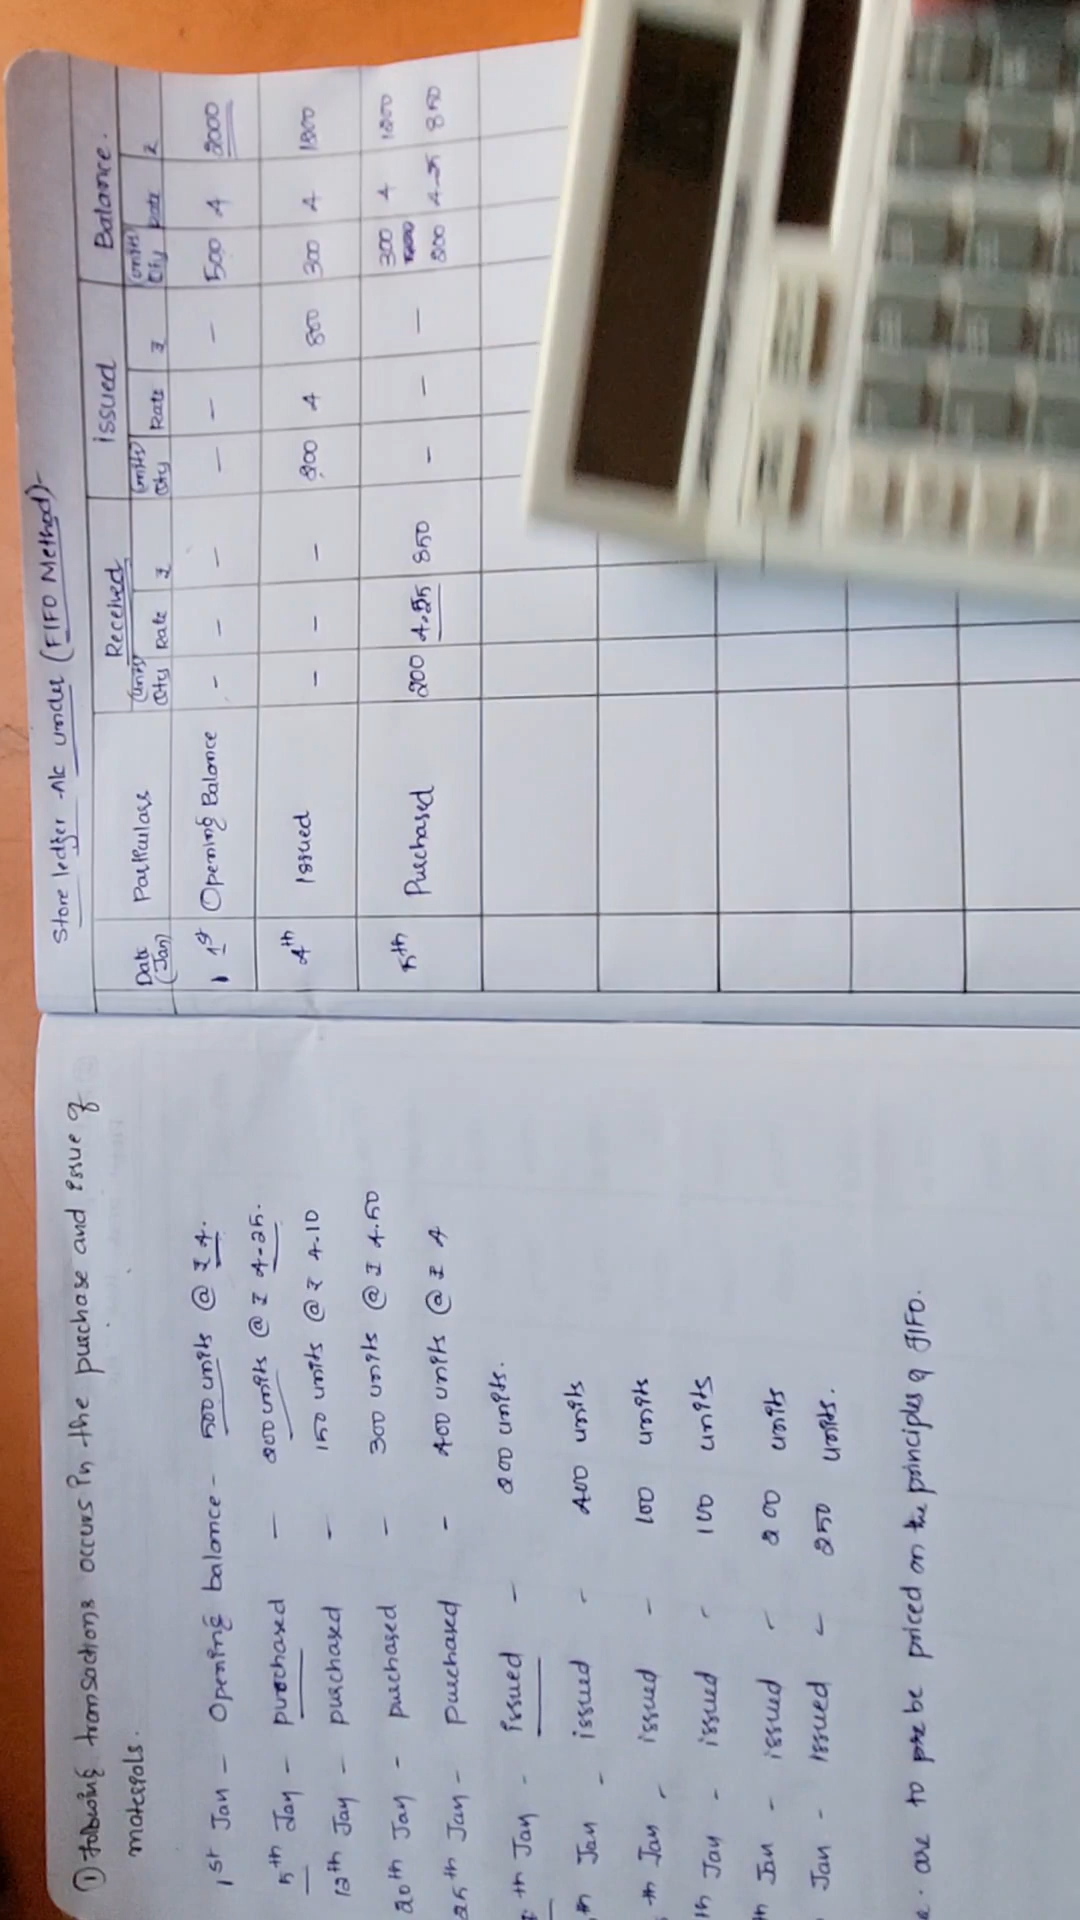 ① Following transactions occurs in the purchase and issue of
materials.
1st Jan - Opening balance - 500 units @ ₹ 4.
5th Jan - purchased - 200 units @ ₹ 4.25.
12th Jan - purchased - 150 units @ ₹ 4.10
20th Jan - purchased - 300 units @ ₹ 4.50
25th Jan - purchased - 400 units @ ₹ 4
th Jan - issued - 200 units.
th Jan - issued - 400 units
th Jan - issued - 100 units
th Jan - issued - 100 units
th Jan - issued - 200 units
Jan - issued - 250 units.
are to be priced on the principles of FIFO.
Store ledger A/c under (FIFO Method)-
Date (Jan) Particulars Received issued Balance.
(units) Qty Rate ₹ (units) Qty Rate ₹ (units) Qty Rate ₹
1st Opening Balance - - - - - - 500 4 2000
4th Issued - - - 200 4 800 300 4 1200
5th Purchased 200 4.25 850 - - - 300 4 1200
200 4.25 850